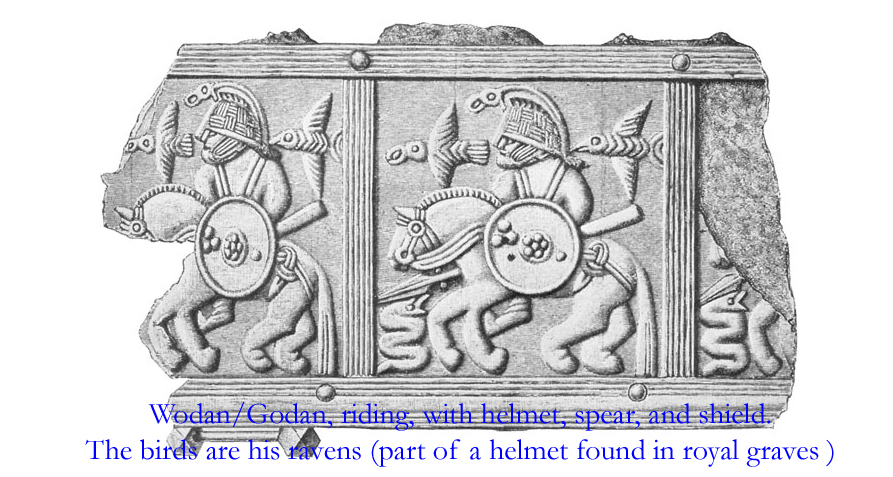 Wodan/Godan, riding, with helmet, spear, and shield.
The birds are his ravens (part of a helmet found in royal graves )